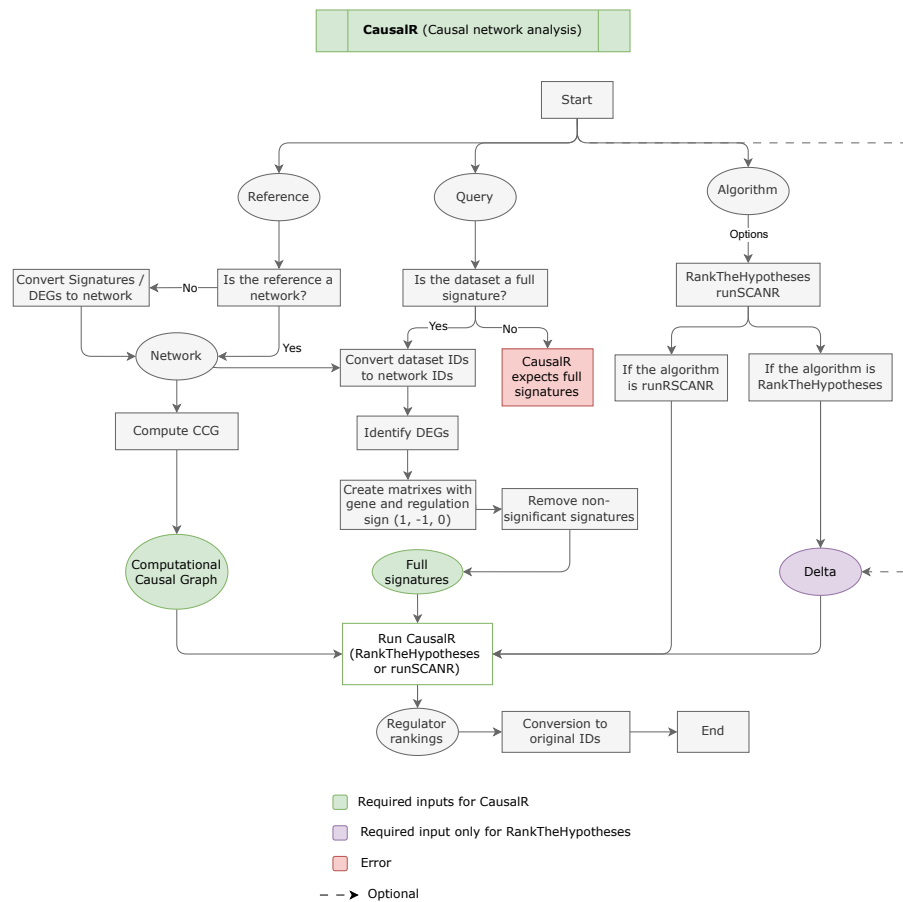 CausalR (Causal network analysis)
Start
Reference
Query
Algorithm
Options
Convert Signatures /
DEGs to network
No
Is the reference a
network?
Is the dataset a full
signature?
RankTheHypotheses
runSCANR
Yes
No
Yes
Network
Convert dataset IDs
to network IDs
CausalR
expects full
signatures
If the algorithm
is runRSCANR
If the algorithm is
RankTheHypotheses
Compute CCG
Identify DEGs
Create matrixes with
gene and regulation
sign (1, -1, 0)
Remove non-
significant signatures
Computational
Causal Graph
Full
signatures
Delta
Run CausalR
(RankTheHypotheses
or runSCANR)
Regulator
rankings
Conversion to
original IDs
End
Required inputs for CausalR
Required input only for RankTheHypotheses
Error
Optional